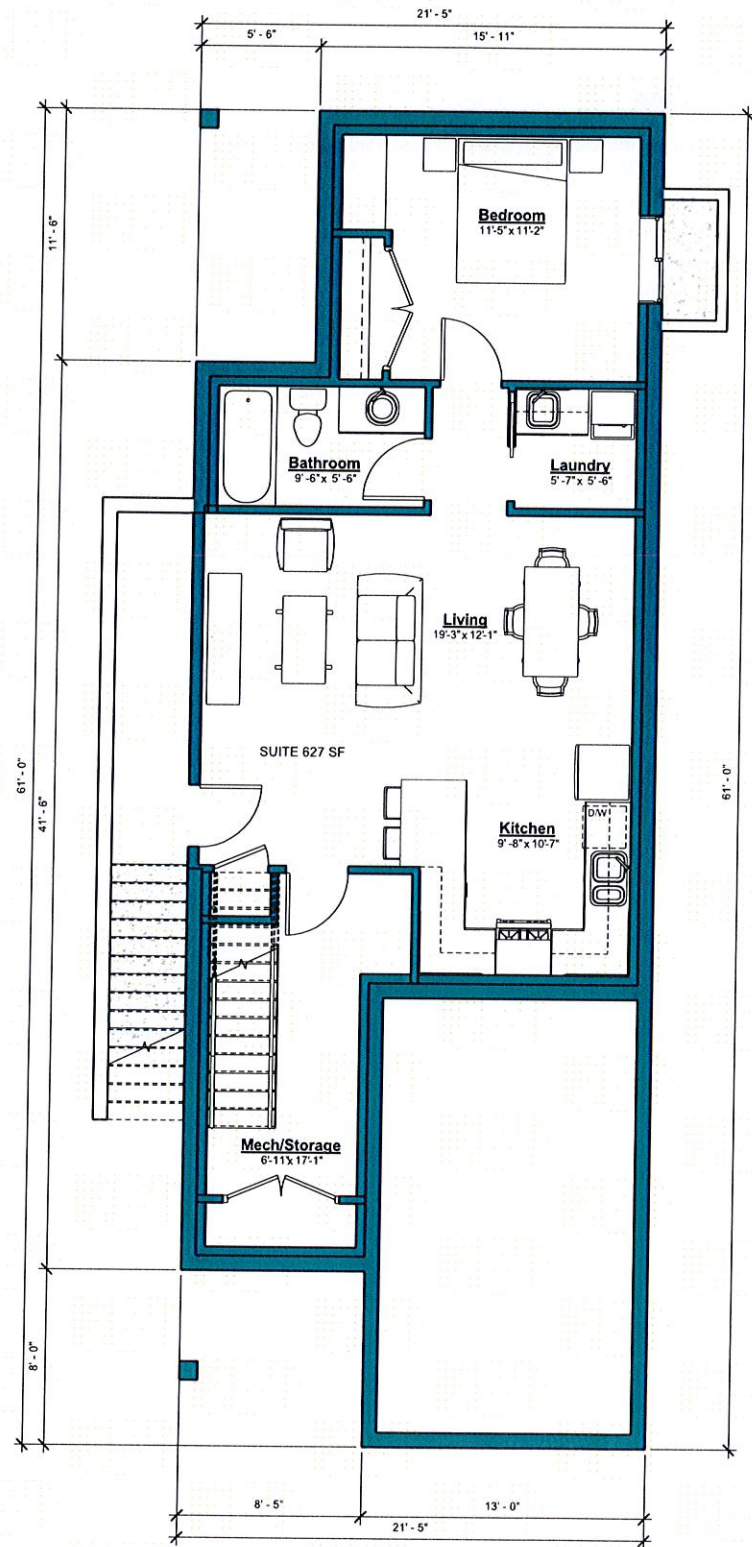 21' - 5"
5' - 6"
15' - 11"
11' - 6"
Bedroom
11'-5" x 11'-2"
Bathroom
9' -6" x 5' -6"
Laundry
5' -7" x 5' -6"
Living
19'-3" x 12'-1"
SUITE 627 SF
61' - 0"
41' - 6"
61' - 0"
D/W
Kitchen
9' -8" x 10'-7"
Mech/Storage
6'-11" x 17'-1"
8' - 0"
8' - 5"
13' - 0"
21' - 5"